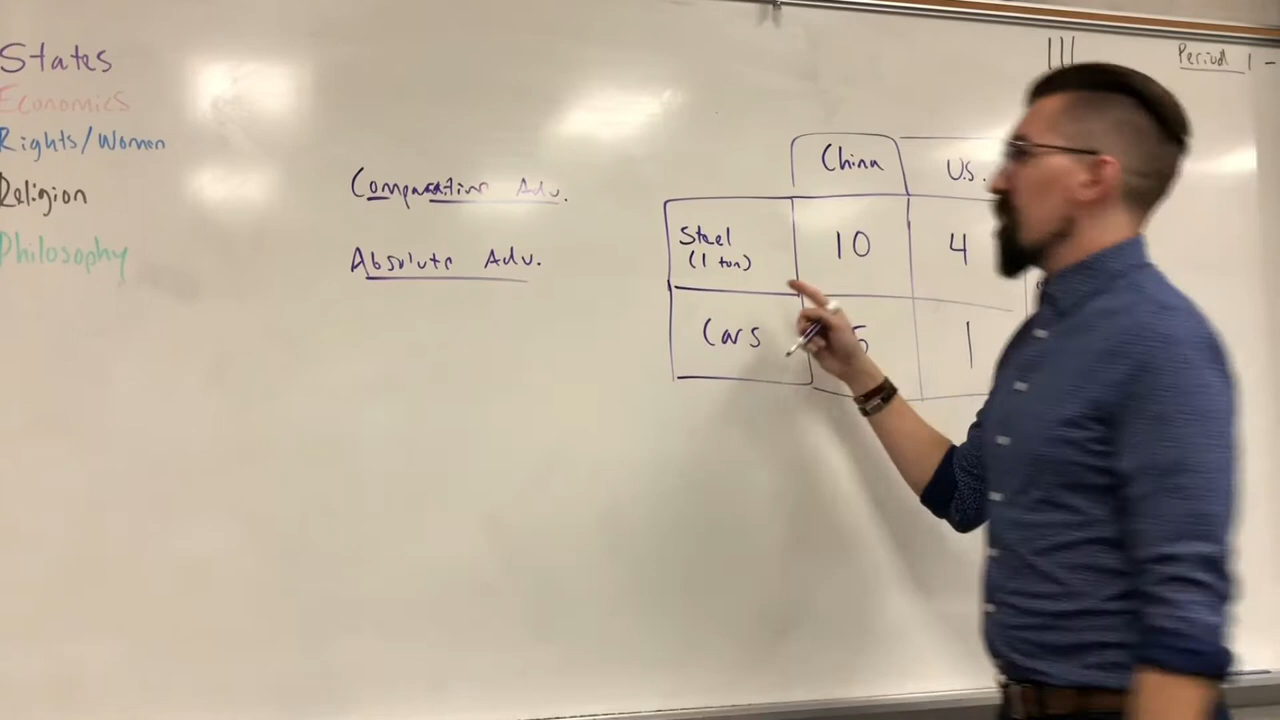 States
Economics
Rights/Women
Religion
Philosophy
Comparative Adv.
Absolute Adv.
China U.S.
Steel 10 4
(1 ton)
Cars 5 1
Period 1 -